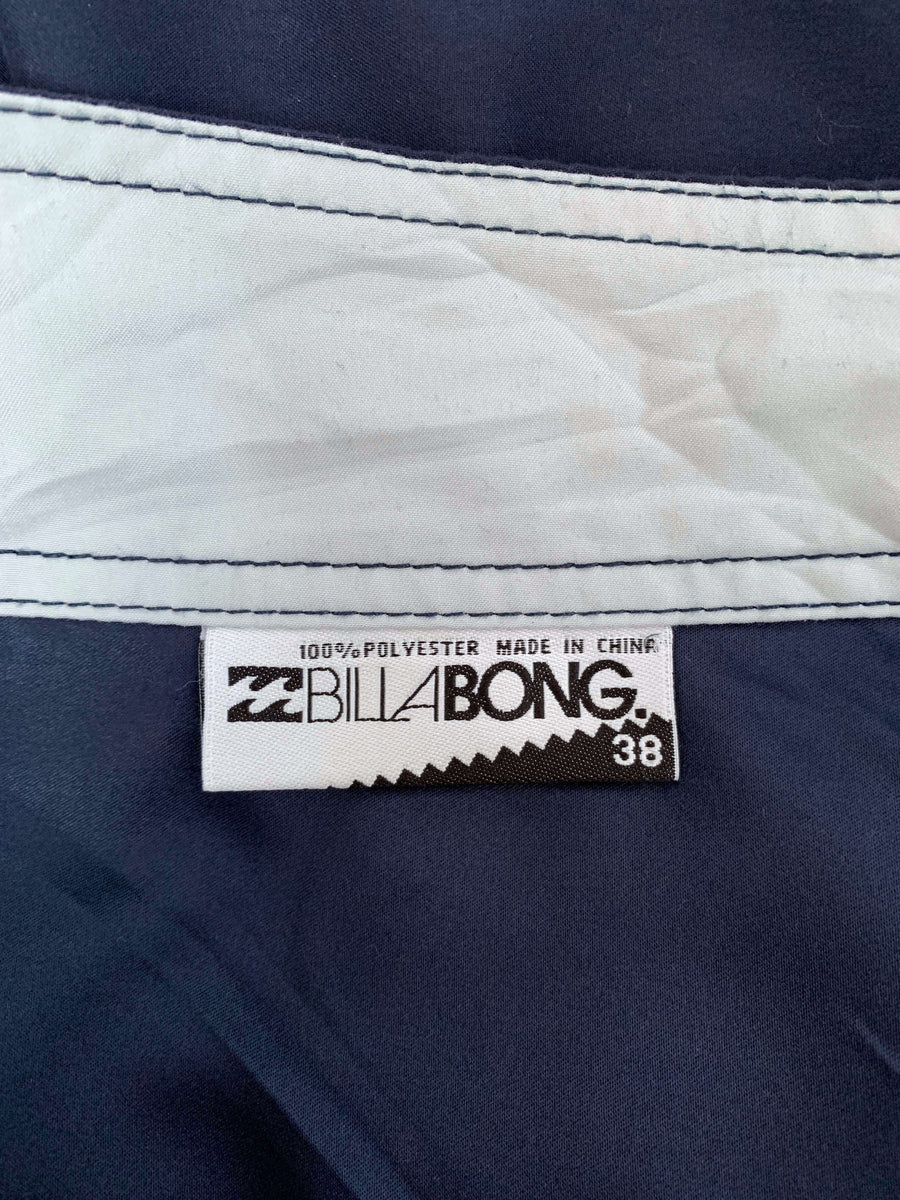 100% POLYESTER MADE IN CHINA
BILLABONG.
38